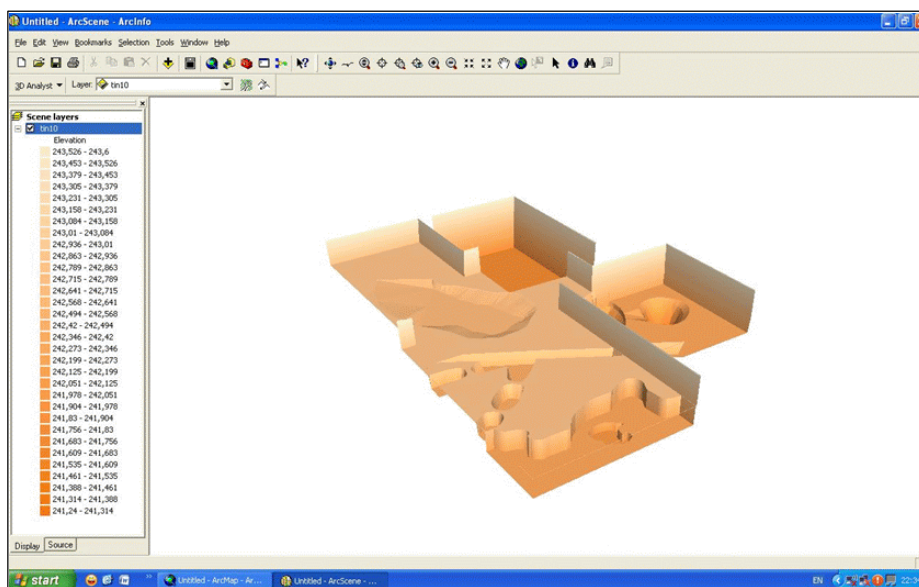 Untitled - ArcScene - ArcInfo
File Edit View Bookmarks Selection Tools Window Help
3D Analyst Layer: tin10
Scene layers
tin10
Elevation
243,526 - 243,6
243,453 - 243,526
243,379 - 243,453
243,305 - 243,379
243,231 - 243,305
243,158 - 243,231
243,084 - 243,158
243,01 - 243,084
242,936 - 243,01
242,863 - 242,936
242,789 - 242,863
242,715 - 242,789
242,641 - 242,715
242,568 - 242,641
242,494 - 242,568
242,42 - 242,494
242,346 - 242,42
242,273 - 242,346
242,199 - 242,273
242,125 - 242,199
242,051 - 242,125
241,978 - 242,051
241,904 - 241,978
241,83 - 241,904
241,756 - 241,83
241,683 - 241,756
241,609 - 241,683
241,535 - 241,609
241,461 - 241,535
241,388 - 241,461
241,314 - 241,388
241,24 - 241,314
Display Source
start Untitled - ArcMap - Ar... Untitled - ArcScene - ... EN